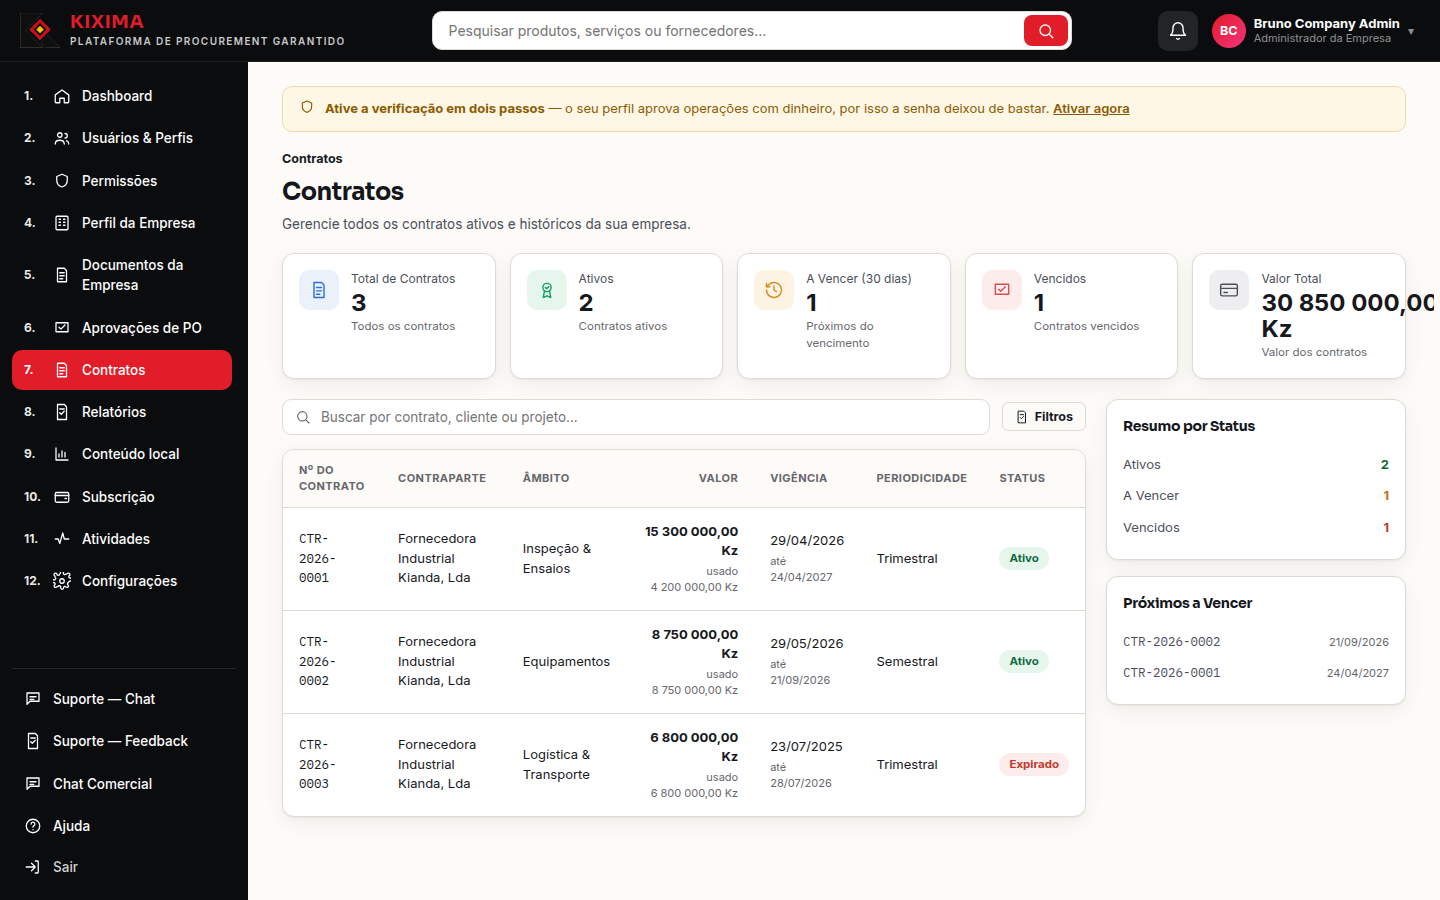 KIXIMA
PLATAFORMA DE PROCUREMENT GARANTIDO
Pesquisar produtos, serviços ou fornecedores...
BC
Bruno Company Admin
Administrador da Empresa
1. Dashboard
2. Usuários & Perfis
3. Permissões
4. Perfil da Empresa
5. Documentos da
Empresa
6. Aprovações de PO
7. Contratos
8. Relatórios
9. Conteúdo local
10. Subscrição
11. Atividades
12. Configurações
Suporte — Chat
Suporte — Feedback
Chat Comercial
Ajuda
Sair
Ative a verificação em dois passos — o seu perfil aprova operações com dinheiro, por isso a senha deixou de bastar. Ativar agora
Contratos
Contratos
Gerencie todos os contratos ativos e históricos da sua empresa.
Total de Contratos
3
Todos os contratos
Ativos
2
Contratos ativos
A Vencer (30 dias)
1
Próximos do
vencimento
Vencidos
1
Contratos vencidos
Valor Total
30 850 000,00
Kz
Valor dos contratos
Buscar por contrato, cliente ou projeto...
Filtros
Nº DO
CONTRATO
CONTRAPARTE
ÂMBITO
VALOR
VIGÊNCIA
PERIODICIDADE
STATUS
CTR-
2026-
0001
Fornecedora
Industrial
Kianda, Lda
Inspeção &
Ensaios
15 300 000,00
Kz
usado
4 200 000,00 Kz
29/04/2026
até
24/04/2027
Trimestral
Ativo
CTR-
2026-
0002
Fornecedora
Industrial
Kianda, Lda
Equipamentos
8 750 000,00
Kz
usado
8 750 000,00 Kz
29/05/2026
até
21/09/2026
Semestral
Ativo
CTR-
2026-
0003
Fornecedora
Industrial
Kianda, Lda
Logística &
Transporte
6 800 000,00
Kz
usado
6 800 000,00 Kz
23/07/2025
até
28/07/2026
Trimestral
Expirado
Resumo por Status
Ativos 2
A Vencer 1
Vencidos 1
Próximos a Vencer
CTR-2026-0002 21/09/2026
CTR-2026-0001 24/04/2027